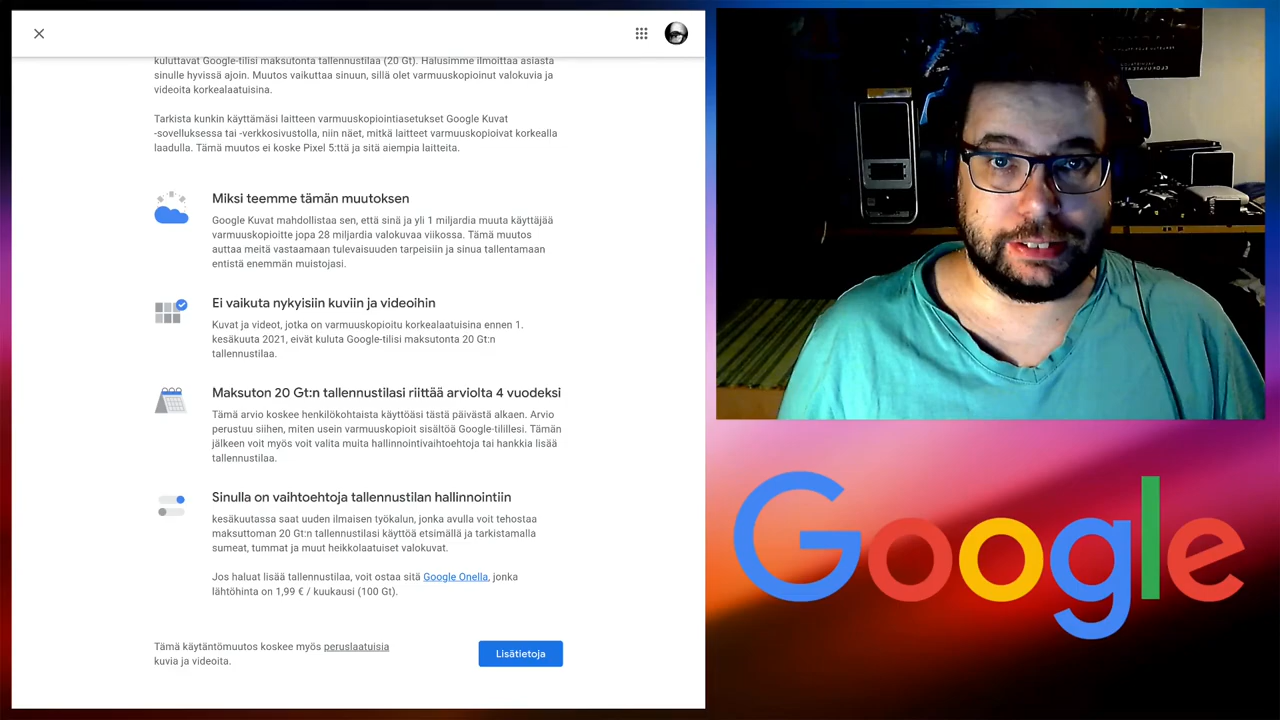 kuluttavat Google-tilisi maksutonta tallennustilaa (20 Gt). Halusimme ilmoittaa asiasta
sinulle hyvissä ajoin. Muutos vaikuttaa sinuun, sillä olet varmuuskopioinut valokuvia ja
videoita korkealaatuisina.
Tarkista kunkin käyttämäsi laitteen varmuuskopiointiasetukset Google Kuvat
-sovelluksessa tai -verkkosivustolla, niin näet, mitkä laitteet varmuuskopioivat korkealla
laadulla. Tämä muutos ei koske Pixel 5:ttä ja sitä aiempia laitteita.
Miksi teemme tämän muutoksen
Google Kuvat mahdollistaa sen, että sinä ja yli 1 miljardia muuta käyttäjää
varmuuskopioitte jopa 28 miljardia valokuvaa viikossa. Tämä muutos
auttaa meitä vastaamaan tulevaisuuden tarpeisiin ja sinua tallentamaan
entistä enemmän muistojasi.
Ei vaikuta nykyisiin kuviin ja videoihin
Kuvat ja videot, jotka on varmuuskopioitu korkealaatuisina ennen 1.
kesäkuuta 2021, eivät kuluta Google-tilisi maksutonta 20 Gt:n
tallennustilaa.
Maksuton 20 Gt:n tallennustilasi riittää arviolta 4 vuodeksi
Tämä arvio koskee henkilökohtaista käyttöäsi tästä päivästä alkaen. Arvio
perustuu siihen, miten usein varmuuskopioit sisältöä Google-tilillesi. Tämän
jälkeen voit myös voit valita muita hallinnointivaihtoehtoja tai hankkia lisää
tallennustilaa.
Sinulla on vaihtoehtoja tallennustilan hallinnointiin
kesäkuutassa saat uuden ilmaisen työkalun, jonka avulla voit tehostaa
maksuttoman 20 Gt:n tallennustilasi käyttöä etsimällä ja tarkistamalla
sumeat, tummat ja muut heikkolaatuiset valokuvat.
Jos haluat lisää tallennustilaa, voit ostaa sitä Google Onella, jonka
lähtöhinta on 1,99 € / kuukausi (100 Gt).
Tämä käytäntömuutos koskee myös peruslaatuisia
kuvia ja videoita.
Lisätietoja
Google